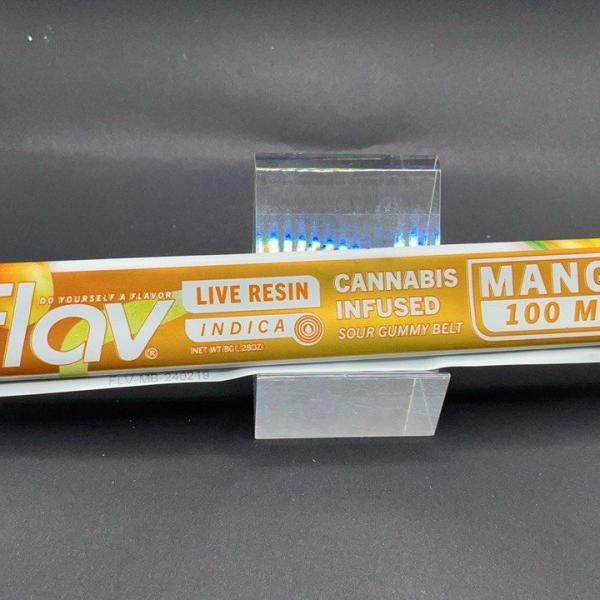 DO YOURSELF A FLAVOR
Flav®
LIVE RESIN
INDICA
NET WT 8G (.28OZ)
CANNABIS
INFUSED
SOUR GUMMY BELT
MANG
100 M
FLV-MB-240219